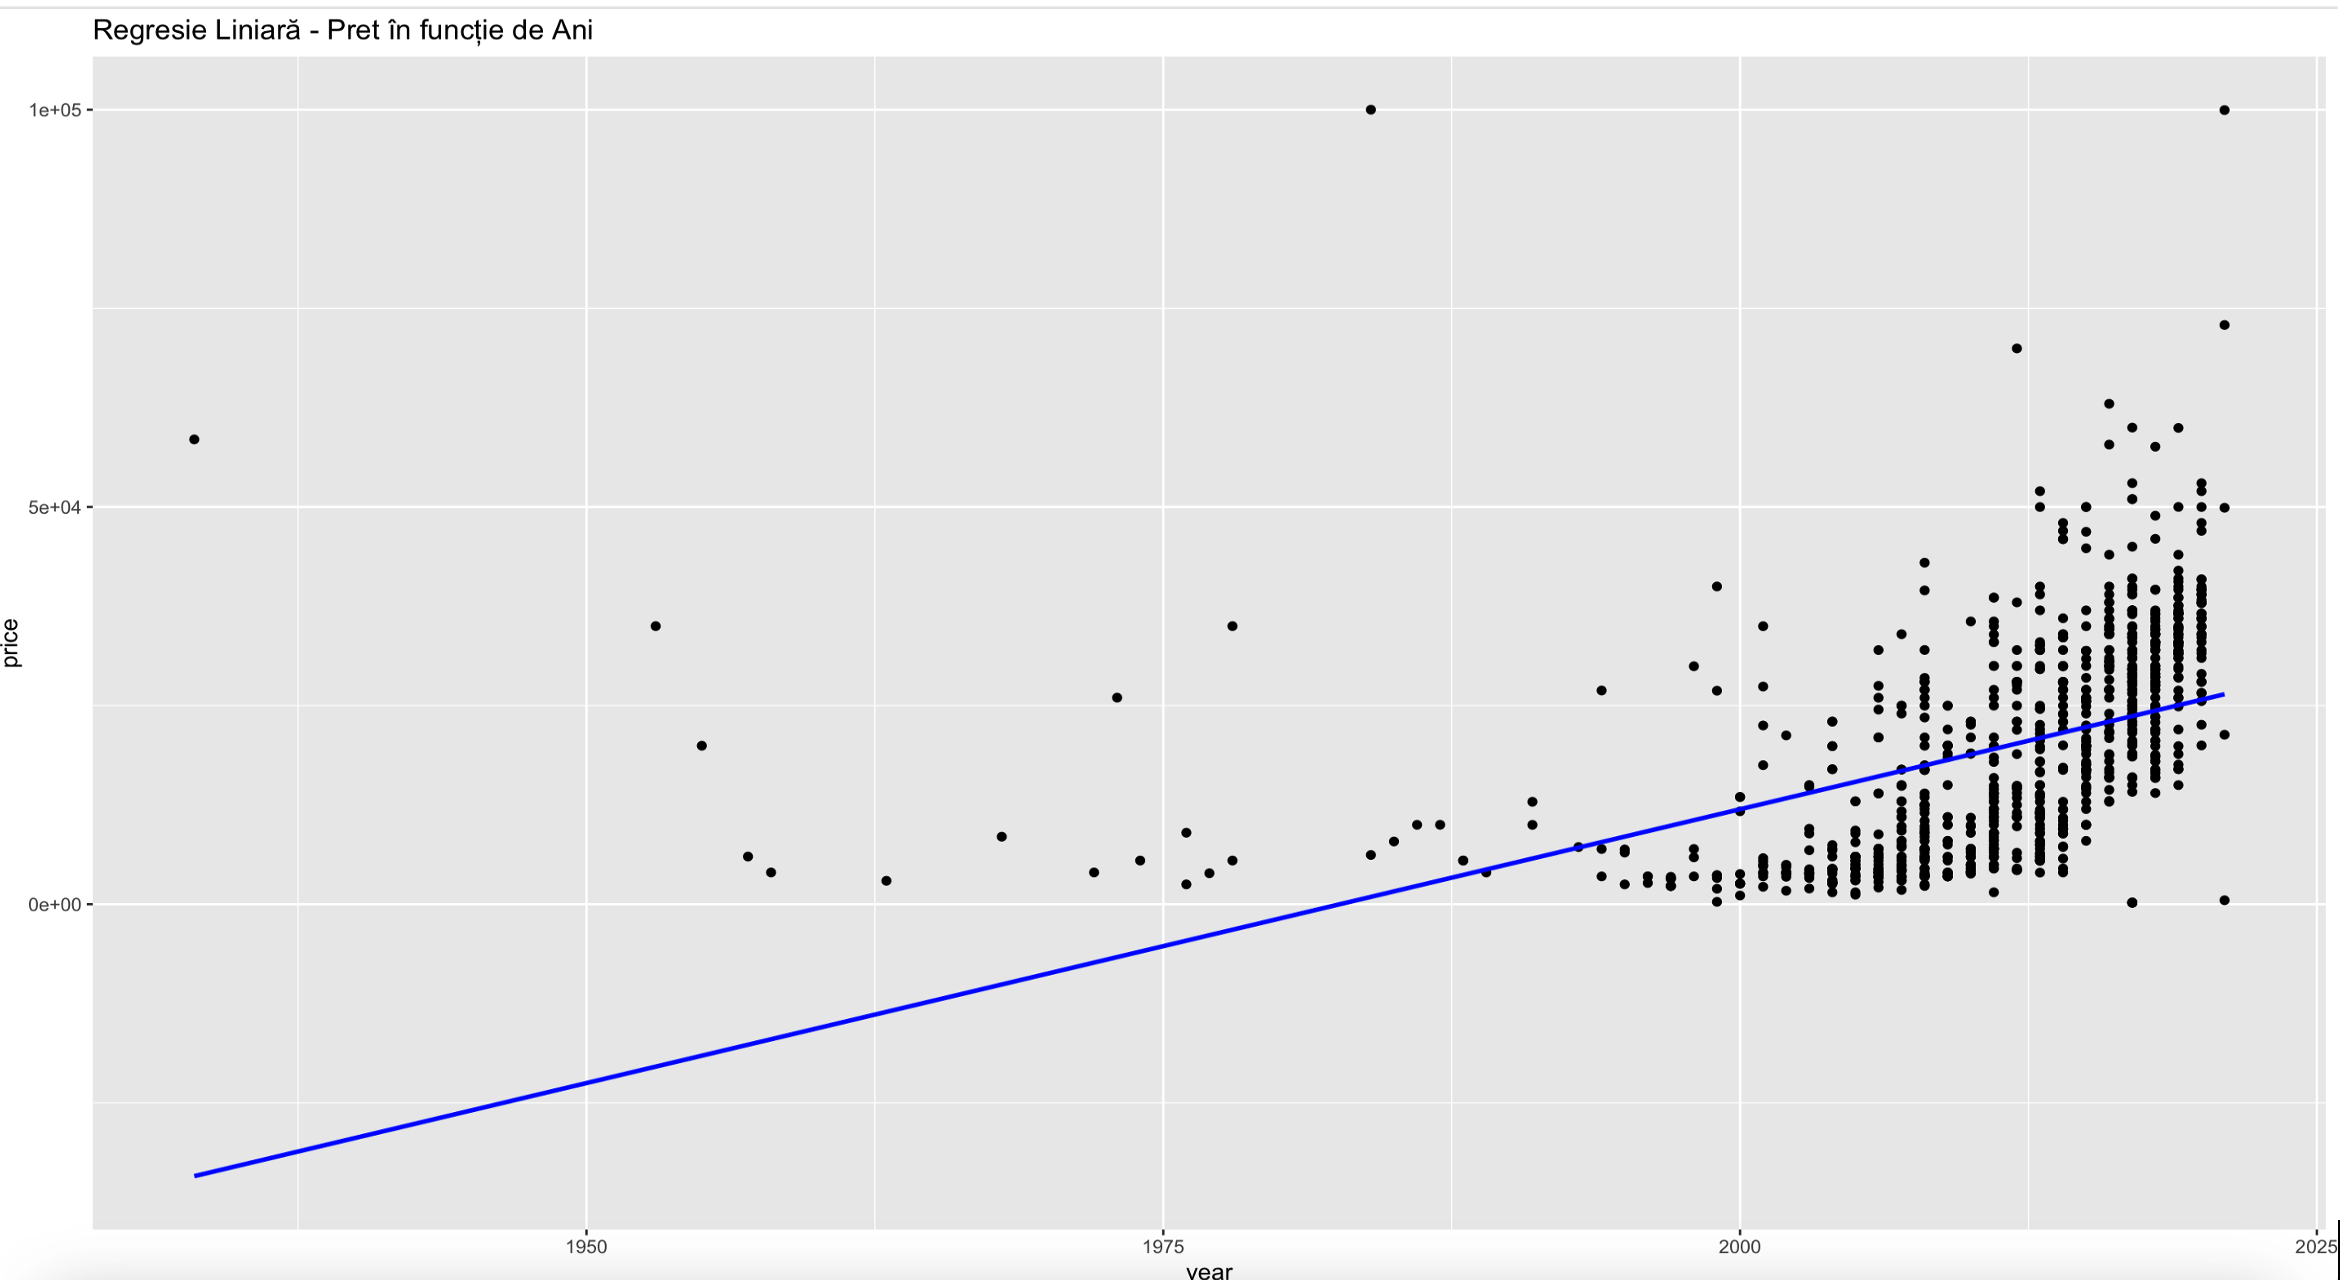 Regresie Liniară - Pret în funcție de Ani
1e+05
5e+04
0e+00
price
1950
1975
2000
2025
year